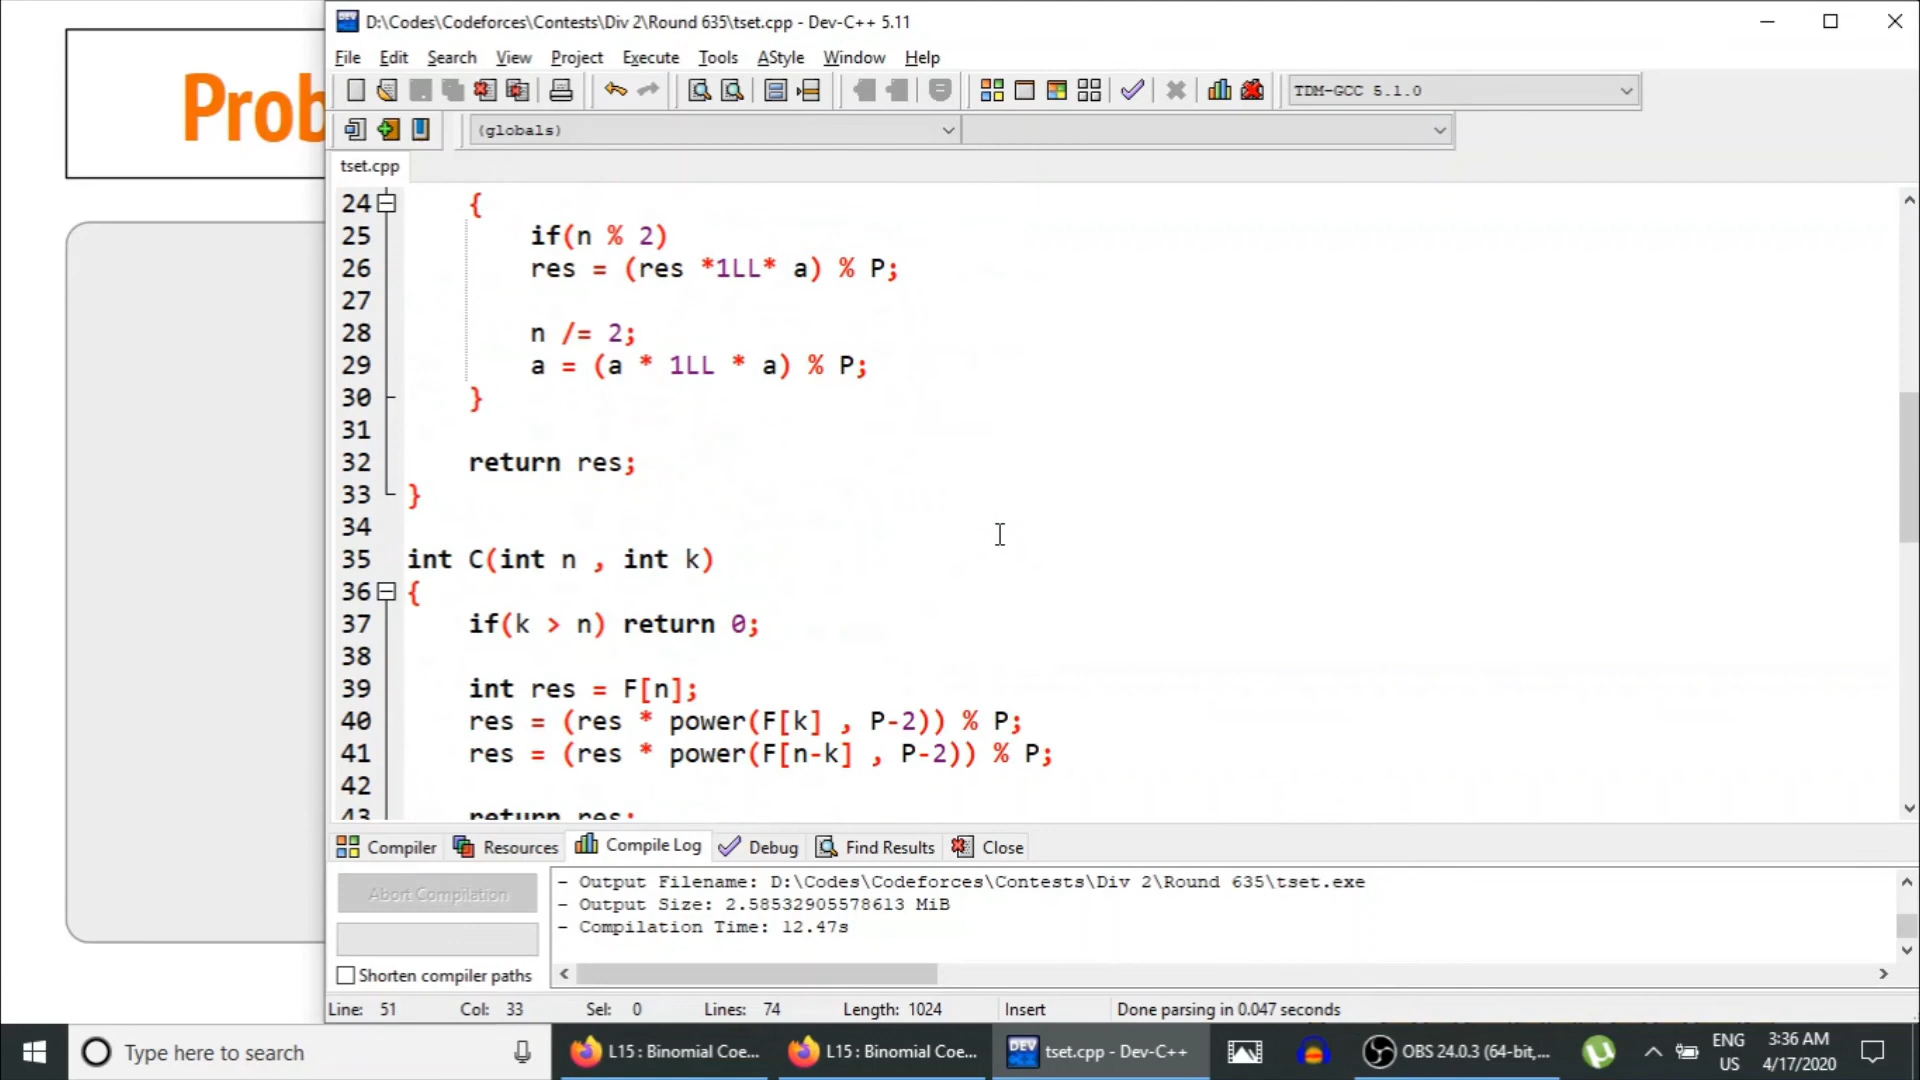 Prob
D:\Codes\Codeforces\Contests\Div 2\Round 635\tset.cpp - Dev-C++ 5.11
File Edit Search View Project Execute Tools AStyle Window Help
TDM-GCC 5.1.0
(globals)
tset.cpp
24 {
25 if(n % 2)
26 res = (res *1LL* a) % P;
27
28 n /= 2;
29 a = (a * 1LL * a) % P;
30 }
31
32 return res;
33 }
34
35 int C(int n , int k)
36 {
37 if(k > n) return 0;
38
39 int res = F[n];
40 res = (res * power(F[k] , P-2)) % P;
41 res = (res * power(F[n-k] , P-2)) % P;
42
43 return res;
Compiler Resources Compile Log Debug Find Results Close
Abort Compilation
- Output Filename: D:\Codes\Codeforces\Contests\Div 2\Round 635\tset.exe
- Output Size: 2.58532905578613 MiB
- Compilation Time: 12.47s
Shorten compiler paths
Line: 51 Col: 33 Sel: 0 Lines: 74 Length: 1024 Insert Done parsing in 0.047 seconds
Type here to search
L15 : Binomial Coe...
L15 : Binomial Coe...
DEV
tset.cpp - Dev-C++
OBS 24.0.3 (64-bit,...
ENG
US
3:36 AM
4/17/2020